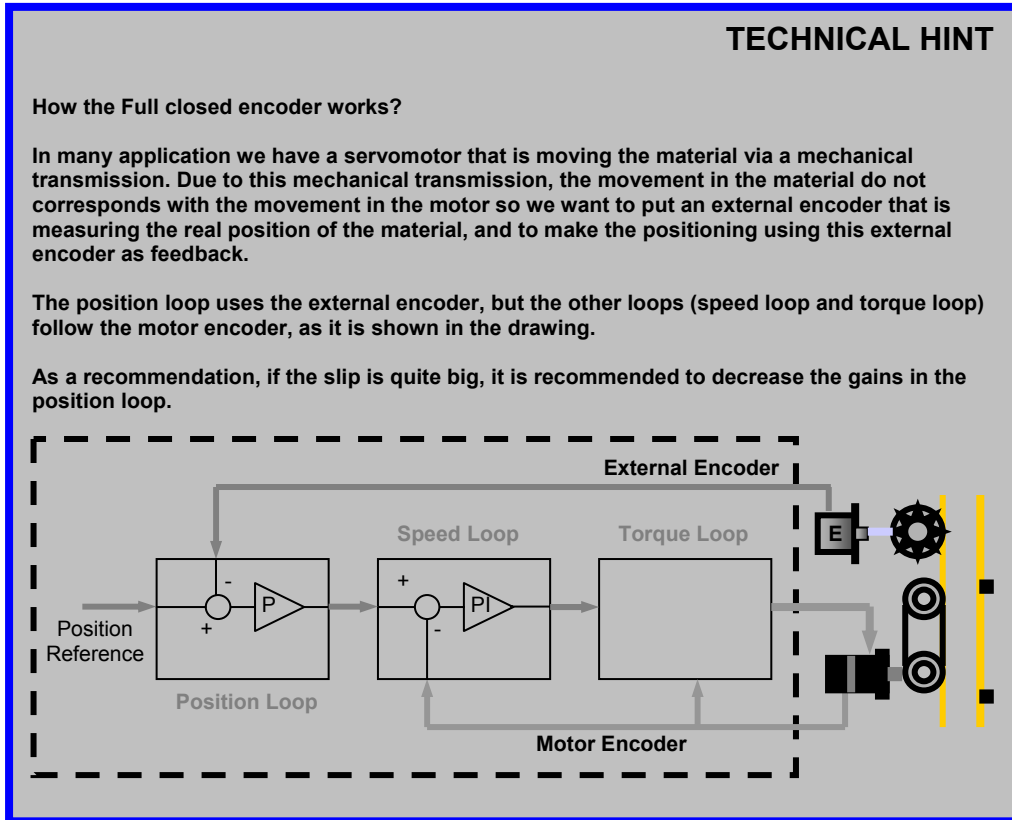 TECHNICAL HINT
How the Full closed encoder works?
In many application we have a servomotor that is moving the material via a mechanical
transmission. Due to this mechanical transmission, the movement in the material do not
corresponds with the movement in the motor so we want to put an external encoder that is
measuring the real position of the material, and to make the positioning using this external
encoder as feedback.
The position loop uses the external encoder, but the other loops (speed loop and torque loop)
follow the motor encoder, as it is shown in the drawing.
As a recommendation, if the slip is quite big, it is recommended to decrease the gains in the
position loop.
External Encoder
Speed Loop
Torque Loop
E
-
P
+
+
PI
-
Position
Reference
Position Loop
Motor Encoder